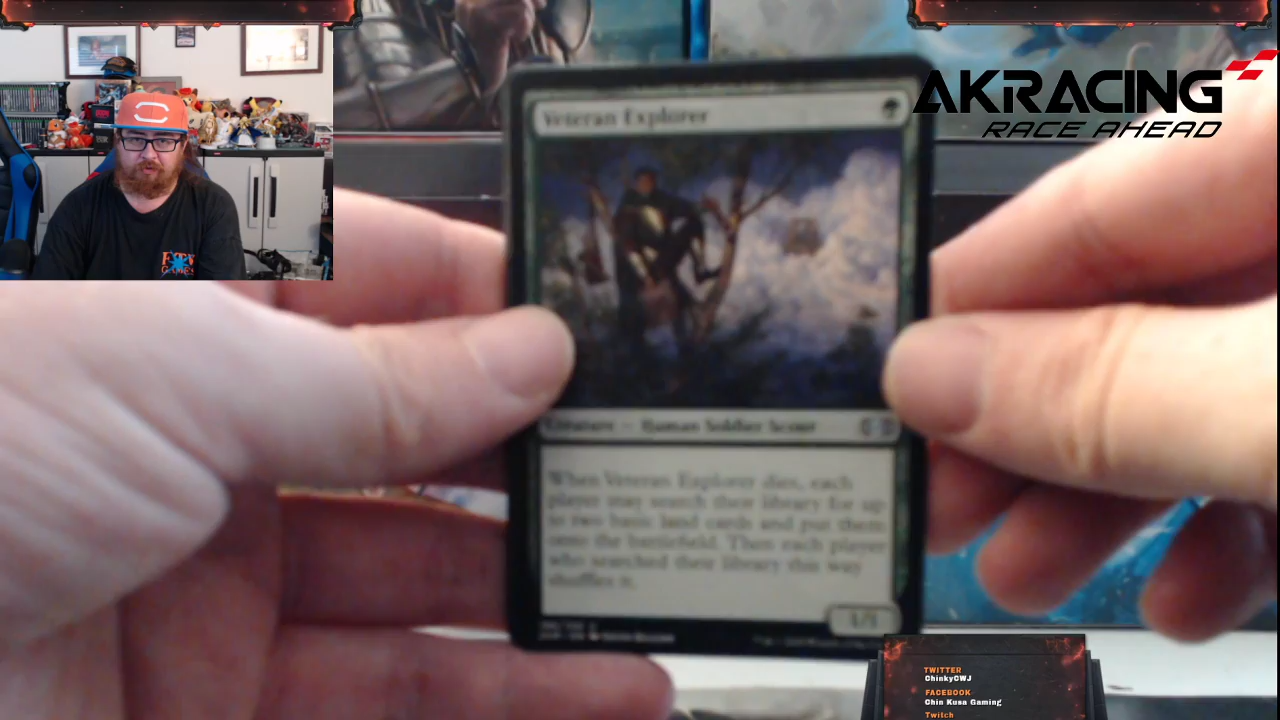 AKRACING
RACE AHEAD
Veteran Explorer
Creature — Human Soldier Scout
When Veteran Explorer dies, each
player may search their library for up
to two basic land cards and put them
onto the battlefield. Then each player
who searched their library this way
shuffles it.
1/1
TWITTER
ChinkyCWJ
FACEBOOK
Chin Kusa Gaming
Twitch